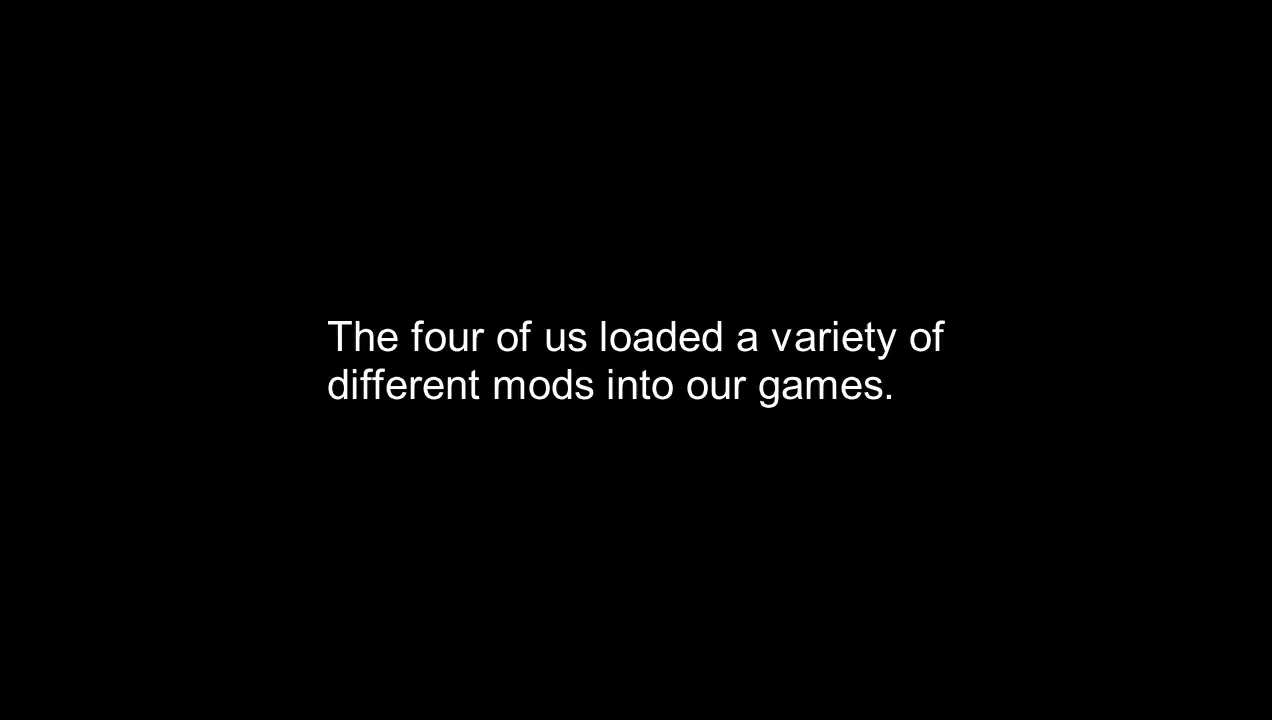 The four of us loaded a variety of
different mods into our games.